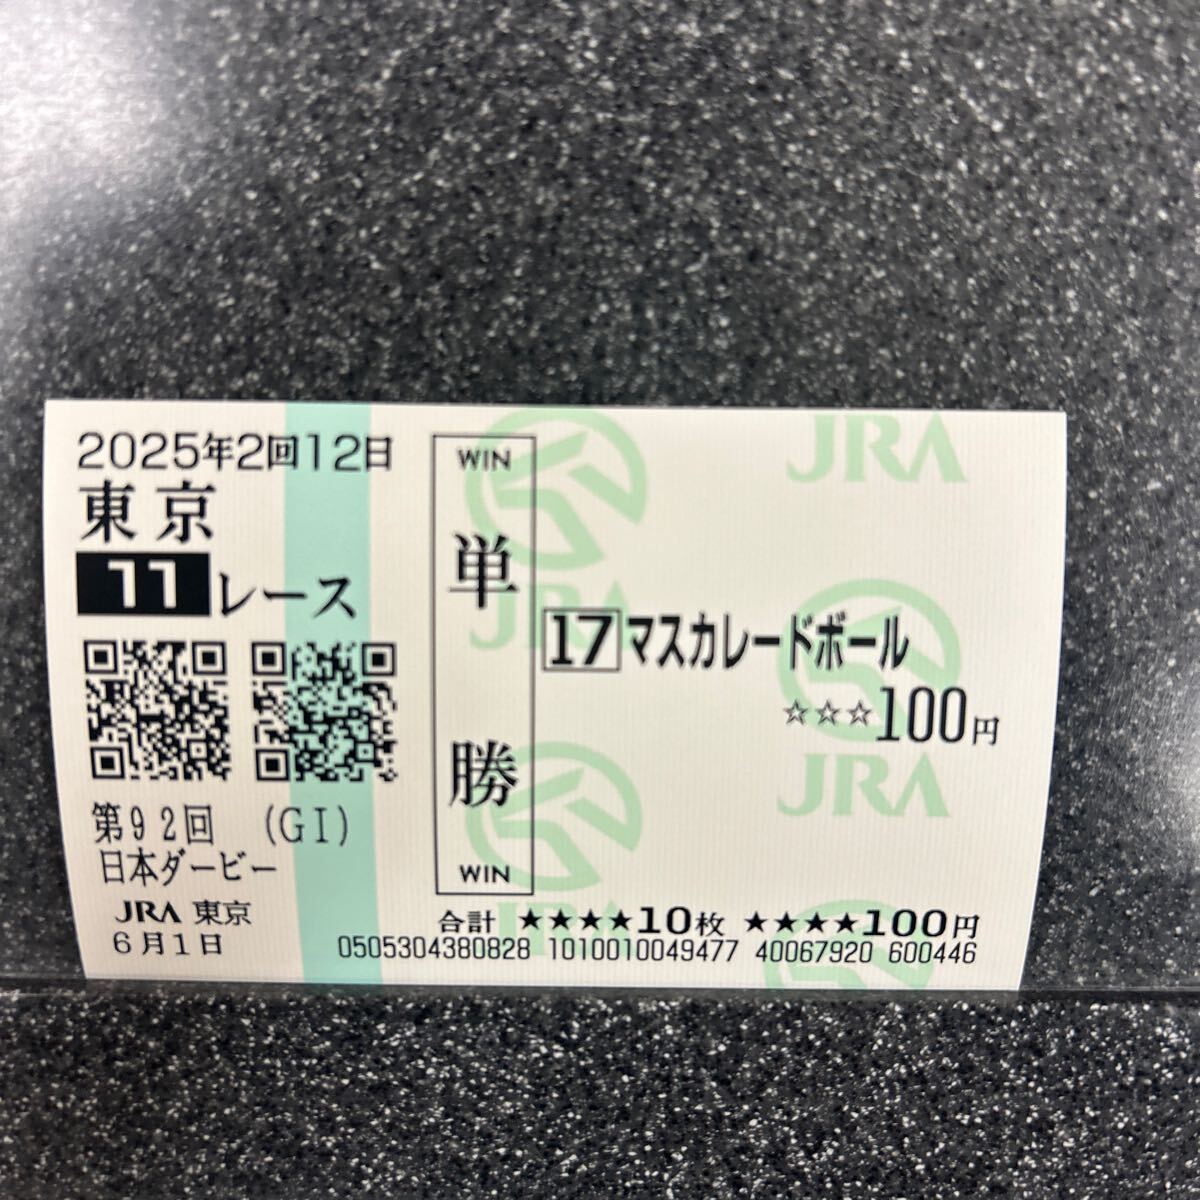 2025年2回12日
東京
11レース
第92回 (GI)
日本ダービー
JRA 東京
6月1日
WIN
単勝
WIN
17 マスカレードボール
☆☆☆100円
合計 ★★★★10枚 ★★★★100円
0505304380828 1010010049477 40067920 600446
JRA
JRA
JRA
JRA